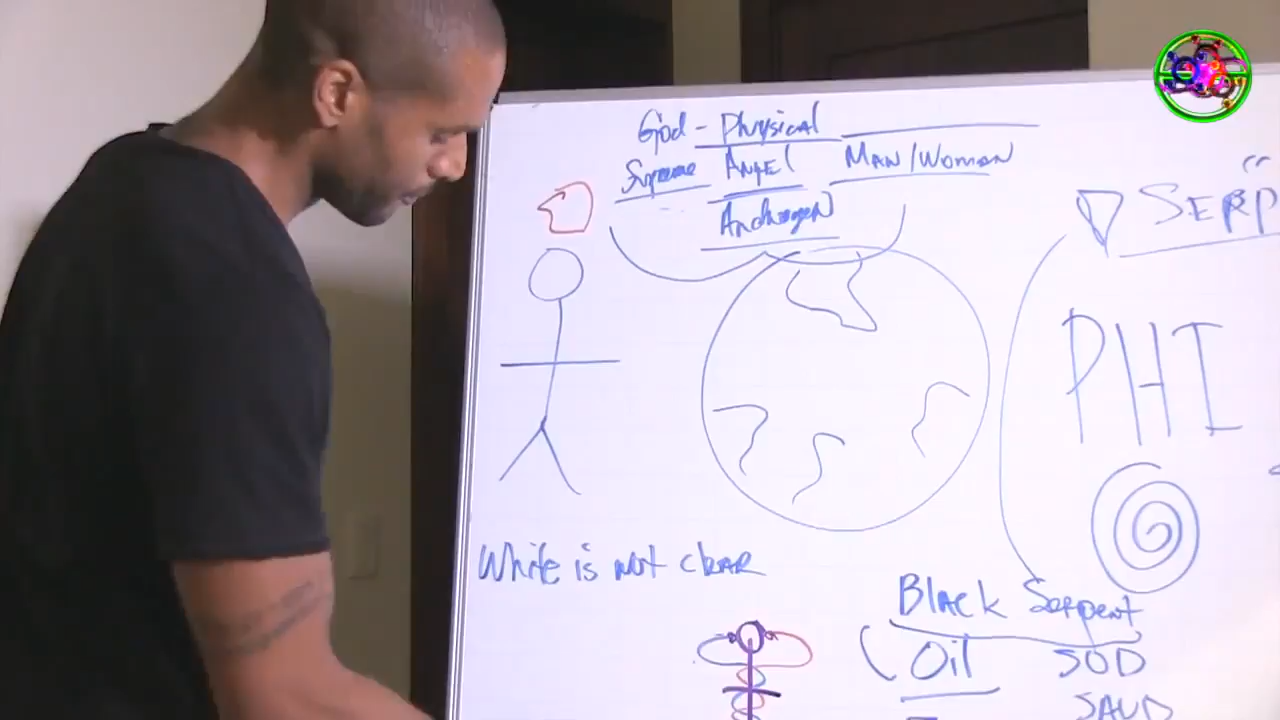 God - Physical
Supreme Angel Man/Woman
Androgen
SERP
PHI
White is not clear
Black Serpent
Oil SOD
SAUD